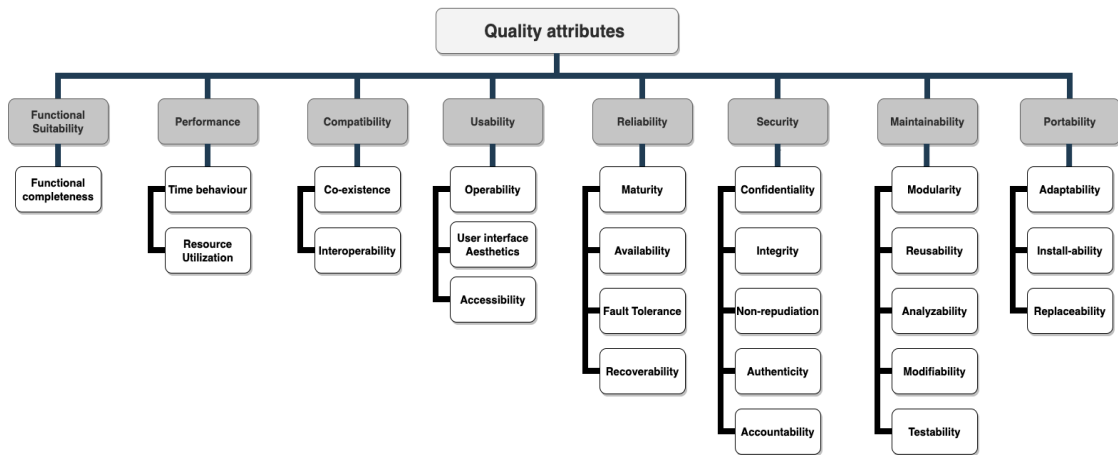 Quality attributes
Functional
Suitability
Performance
Compatibility
Usability
Reliability
Security
Maintainability
Portability
Functional
completeness
Time behaviour
Resource
Utilization
Co-existence
Interoperability
Operability
User interface
Aesthetics
Accessibility
Maturity
Availability
Fault Tolerance
Recoverability
Confidentiality
Integrity
Non-repudiation
Authenticity
Accountability
Modularity
Reusability
Analyzability
Modifiability
Testability
Adaptability
Install-ability
Replaceability